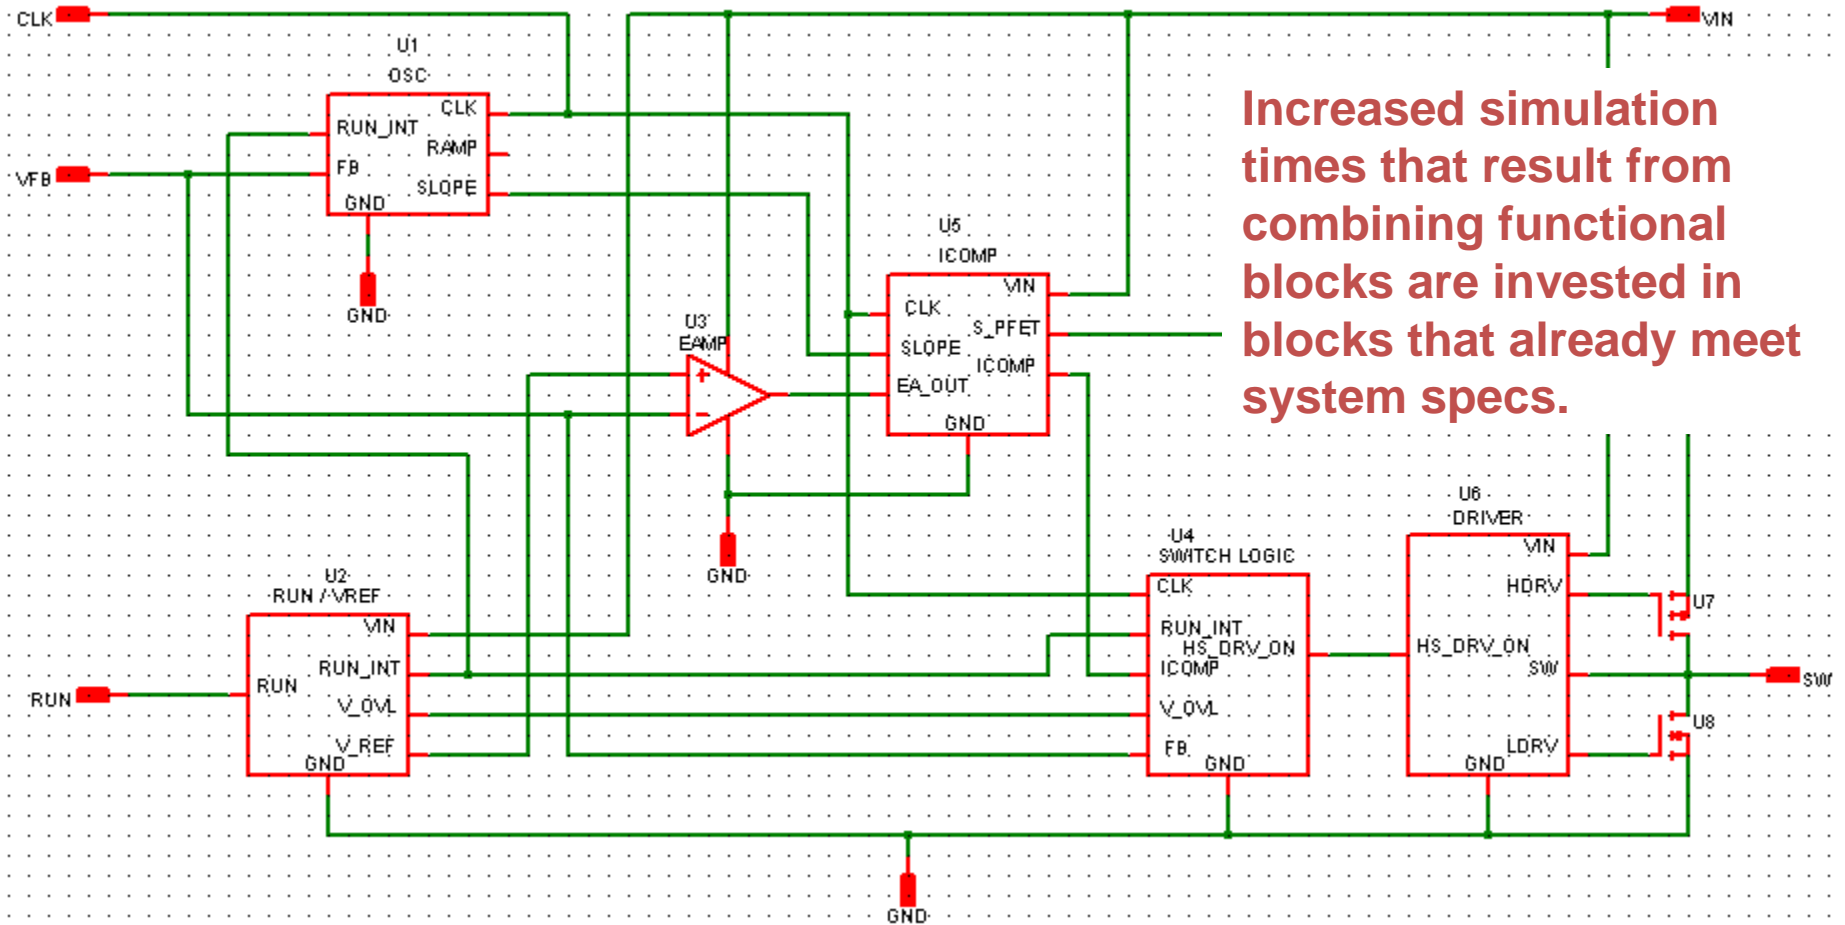 CLK
VIN
U1
OSC
CLK
RUN_INT
RAMP
FB
SLOPE
GND
VFB
GND
Increased simulation
times that result from
combining functional
blocks are invested in
blocks that already meet
system specs.
U5
ICOMP
VIN
CLK
S_PFET
SLOPE
ICOMP
EA_OUT
GND
U3
EAMP
+
−
GND
U6
DRIVER
VIN
HDRV
HS_DRV_ON
SW
LDRV
GND
U7
U8
SW
U4
SWITCH LOGIC
CLK
RUN_INT
HS_DRV_ON
ICOMP
V_OVL
FB
GND
U2
RUN / VREF
VIN
RUN_INT
RUN
V_OVL
V_REF
GND
RUN
GND